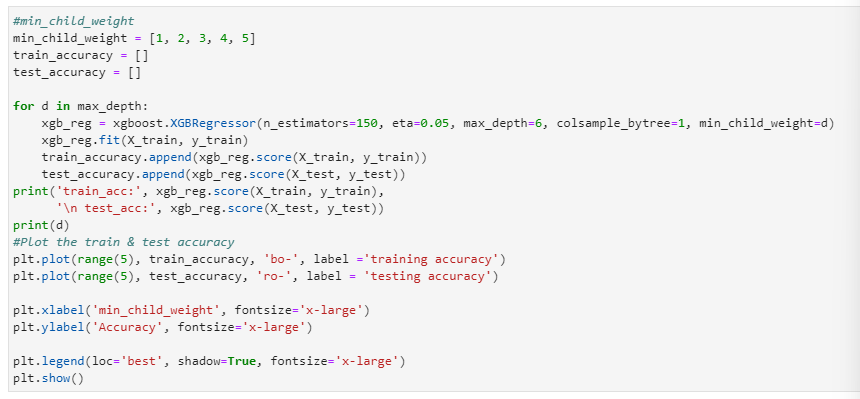 #min_child_weight
min_child_weight = [1, 2, 3, 4, 5]
train_accuracy = []
test_accuracy = []
for d in max_depth:
    xgb_reg = xgboost.XGBRegressor(n_estimators=150, eta=0.05, max_depth=6, colsample_bytree=1, min_child_weight=d)
    xgb_reg.fit(X_train, y_train)
    train_accuracy.append(xgb_reg.score(X_train, y_train))
    test_accuracy.append(xgb_reg.score(X_test, y_test))
print('train_acc:', xgb_reg.score(X_train, y_train),
      '\n test_acc:', xgb_reg.score(X_test, y_test))
print(d)
#Plot the train & test accuracy
plt.plot(range(5), train_accuracy, 'bo-', label ='training accuracy')
plt.plot(range(5), test_accuracy, 'ro-', label = 'testing accuracy')
plt.xlabel('min_child_weight', fontsize='x-large')
plt.ylabel('Accuracy', fontsize='x-large')
plt.legend(loc='best', shadow=True, fontsize='x-large')
plt.show()